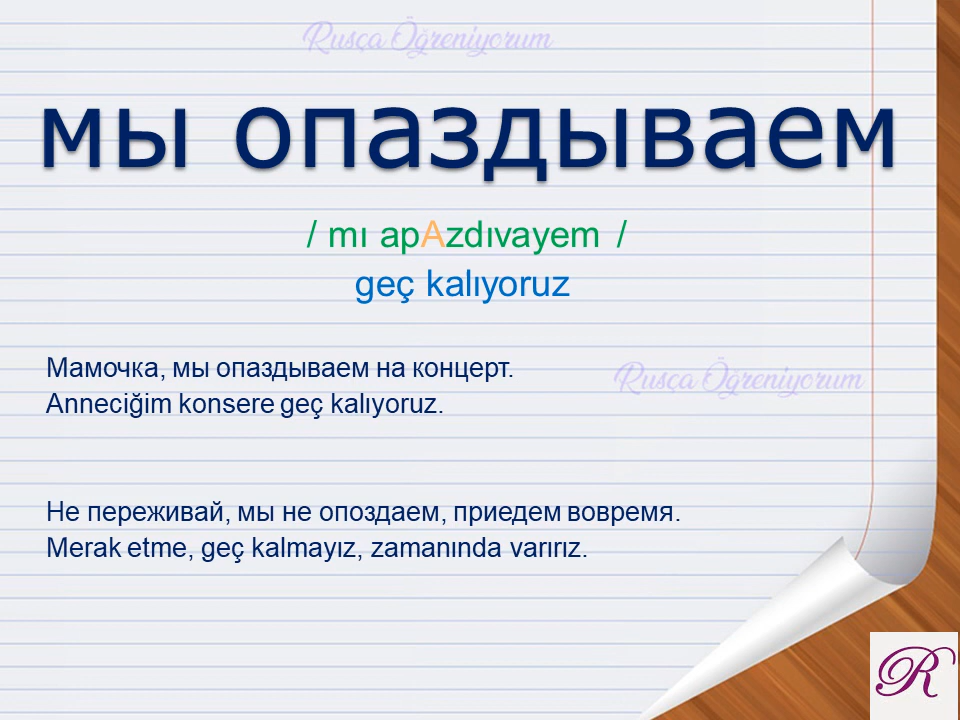 Rusça Öğreniyorum
мы опаздываем
/ mı apAzdıvayem /
geç kalıyoruz
Мамочка, мы опаздываем на концерт.
Rusça Öğreniyorum
Anneciğim konsere geç kalıyoruz.
Не переживай, мы не опоздаем, приедем вовремя.
Merak etme, geç kalmayız, zamanında varırız.
R